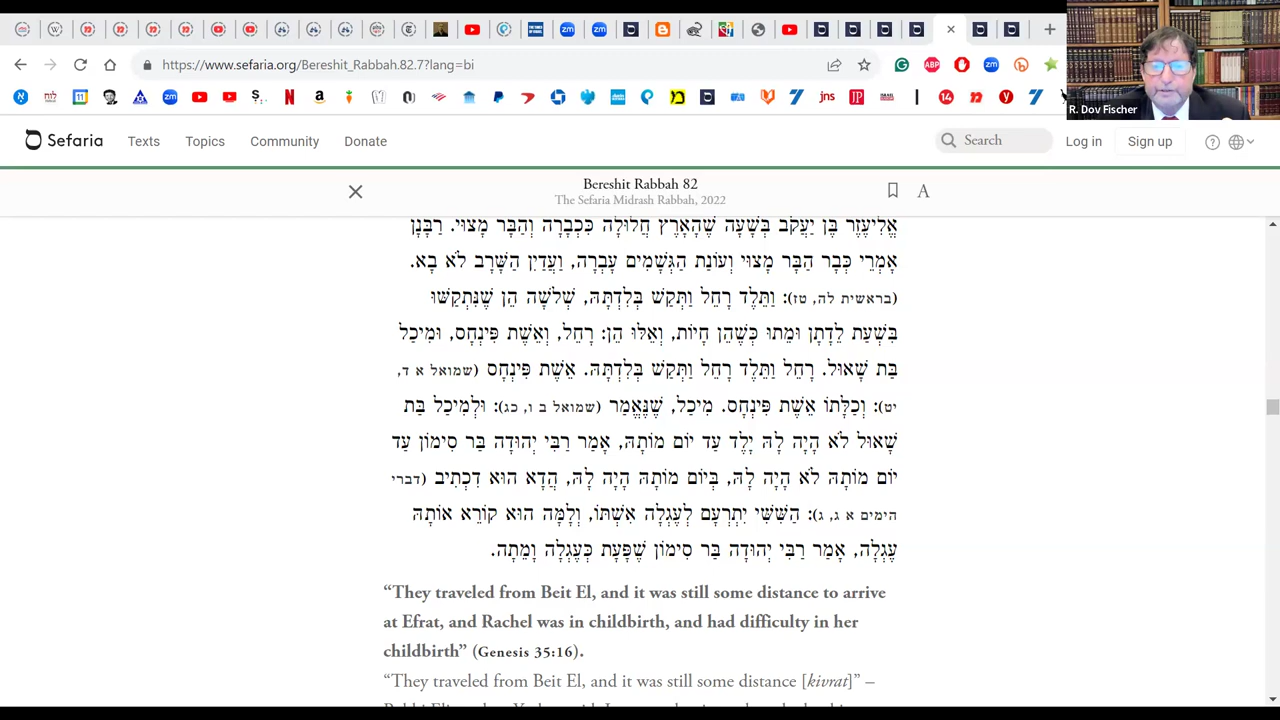 https://www.sefaria.org/Bereshit_Rabbah.82.7?lang=bi
R. Dov Fischer
Sefaria Texts Topics Community Donate Search Log in Sign up
Bereshit Rabbah 82
The Sefaria Midrash Rabbah, 2022
אֱלִיעֶזֶר בֶּן יַעֲקֹב בְּשָׁעָה שֶׁהָאָרֶץ חֲלוּלָה כִּכְבָרָה וְהַבָּר מָצוּי. רַבָּנָן
אָמְרֵי כְּבָר הַבָּר מָצוּי וְעוֹנַת הַגְּשָׁמִים עָבְרָה, וַעֲדַיִן הַשָּׁרָב לֹא בָא.
(בראשית לה, טז): וַתֵּלֶד רָחֵל וַתְּקַשׁ בְּלִדְתָּהּ, שְׁלשָׁה הֵן שֶׁנִּתְקַשּׁוּ
בִּשְׁעַת לֵדָתָן וּמֵתוּ כְּשֶׁהֵן חָיוֹת, וְאֵלּוּ הֵן: רָחֵל, וְאֵשֶׁת פִּינְחָס, וּמִיכַל
בַּת שָׁאוּל. רָחֵל וַתֵּלֶד רָחֵל וַתְּקַשׁ בְּלִדְתָּהּ. אֵשֶׁת פִּינְחָס (שמואל א ד,
יט): וְכַלָּתוֹ אֵשֶׁת פִּינְחָס. מִיכַל, שֶׁנֶּאֱמַר (שמואל ב ו, כג): וּלְמִיכַל בַּת
שָׁאוּל לֹא הָיָה לָהּ יָלֶד עַד יוֹם מוֹתָהּ, אָמַר רַבִּי יְהוּדָה בַּר סִימוֹן עַד
יוֹם מוֹתָהּ לֹא הָיָה לָהּ, בְּיוֹם מוֹתָהּ הָיָה לָהּ, הֲדָא הוּא דִכְתִיב (דברי
הימים א ג, ג): הַשִּׁשִּׁי יִתְרְעָם לְעֶגְלָה אִשְׁתּוֹ, וְלָמָּה הוּא קוֹרֵא אוֹתָהּ
עֶגְלָה, אָמַר רַבִּי יְהוּדָה בַּר סִימוֹן שֶׁפָּעַת כְּעֶגְלָה וָמֵתָה.
“They traveled from Beit El, and it was still some distance to arrive
at Efrat, and Rachel was in childbirth, and had difficulty in her
childbirth” (Genesis 35:16).
“They traveled from Beit El, and it was still some distance [kivrat]” –